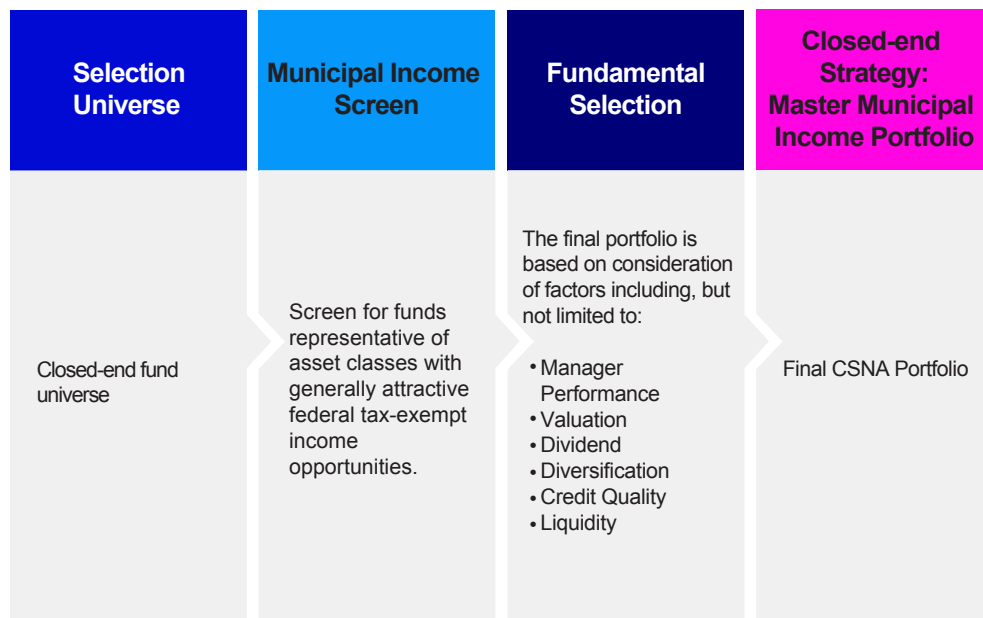 Selection
Universe
Municipal Income
Screen
Fundamental
Selection
Closed-end
Strategy:
Master Municipal
Income Portfolio
Closed-end fund
universe
Screen for funds
representative of
asset classes with
generally attractive
federal tax-exempt
income
opportunities.
The final portfolio is
based on consideration
of factors including, but
not limited to:
• Manager
Performance
• Valuation
• Dividend
• Diversification
• Credit Quality
• Liquidity
Final CSNA Portfolio